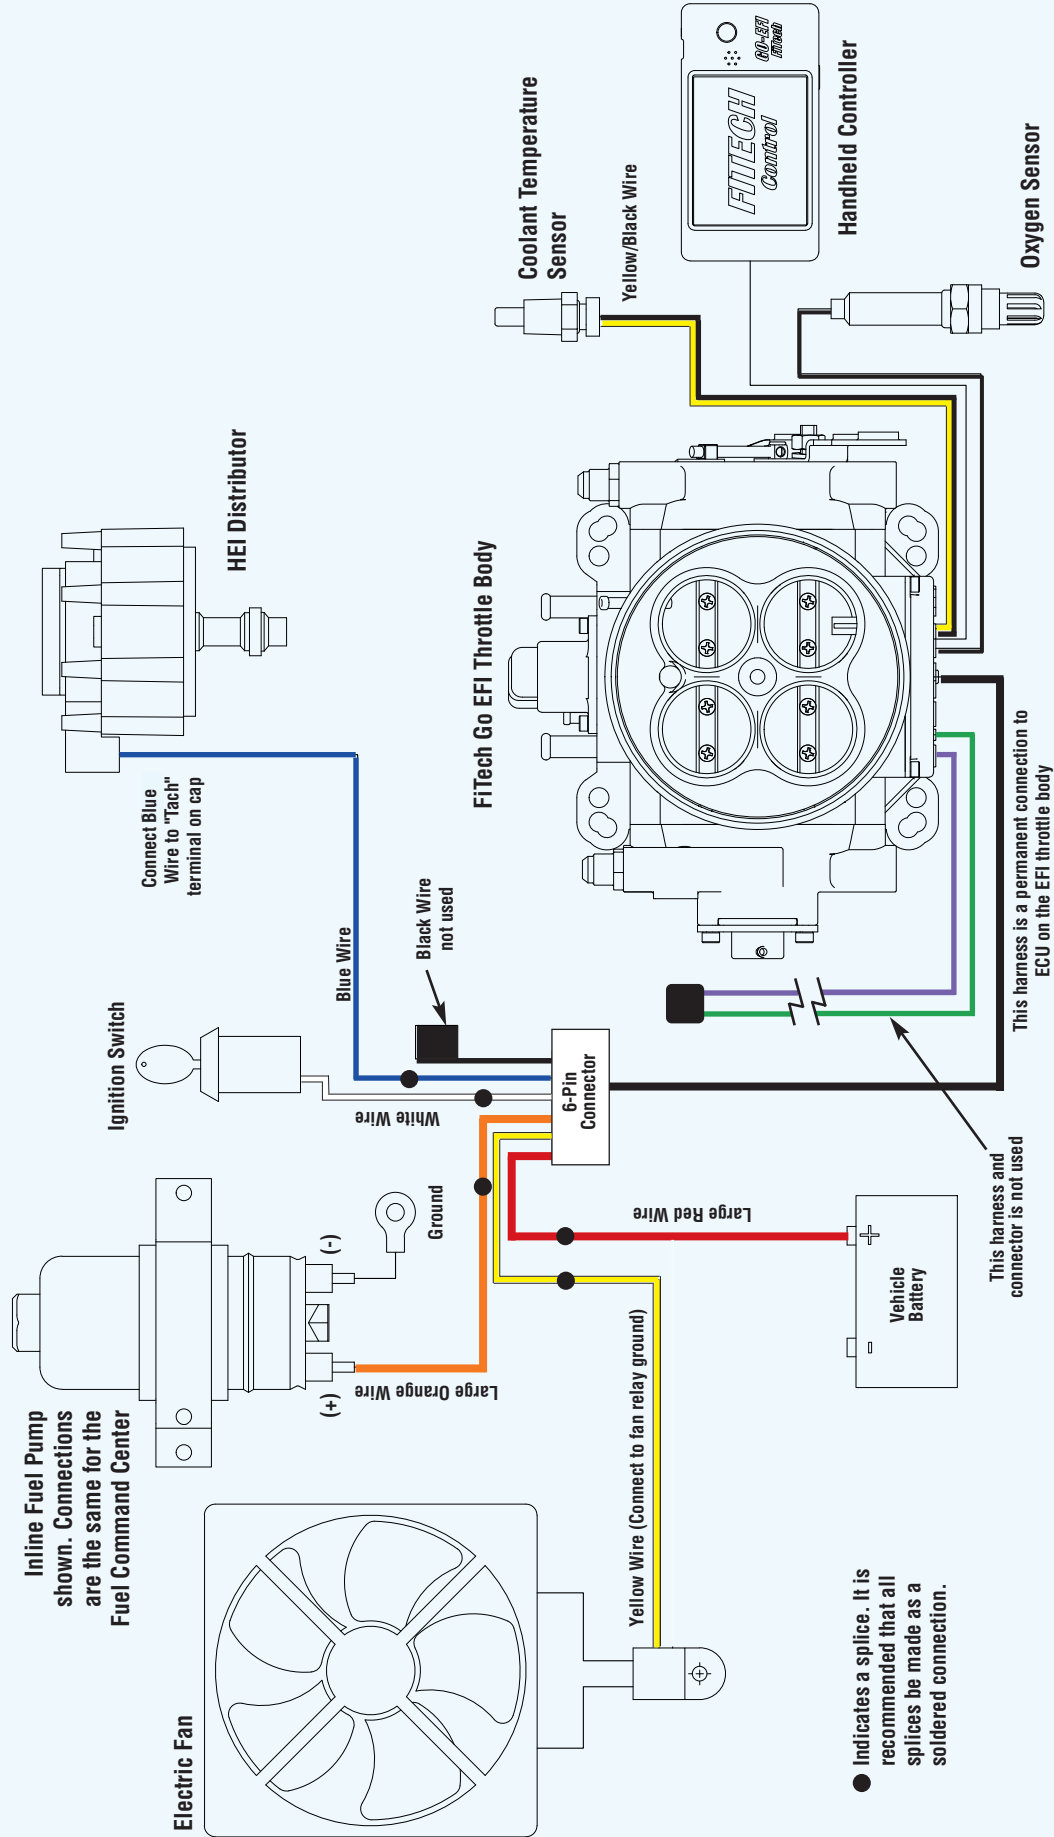 Inline Fuel Pump
shown. Connections
are the same for the
Fuel Command Center
(+)
(-)
Ground
Large Orange Wire
Electric Fan
Yellow Wire (Connect to fan relay ground)
Ignition Switch
White Wire
HEI Distributor
Connect Blue
Wire to "Tach"
terminal on cap
Blue Wire
Black Wire
not used
6-Pin
Connector
Large Red Wire
Vehicle
Battery
+
-
This harness and
connector is not used
This harness is a permanent connection to
ECU on the EFI throttle body
FiTech Go EFI Throttle Body
Coolant Temperature
Sensor
Yellow/Black Wire
FITECH
Control
GO-EFI
FiTech
Handheld Controller
Oxygen Sensor
Indicates a splice. It is
recommended that all
splices be made as a
soldered connection.